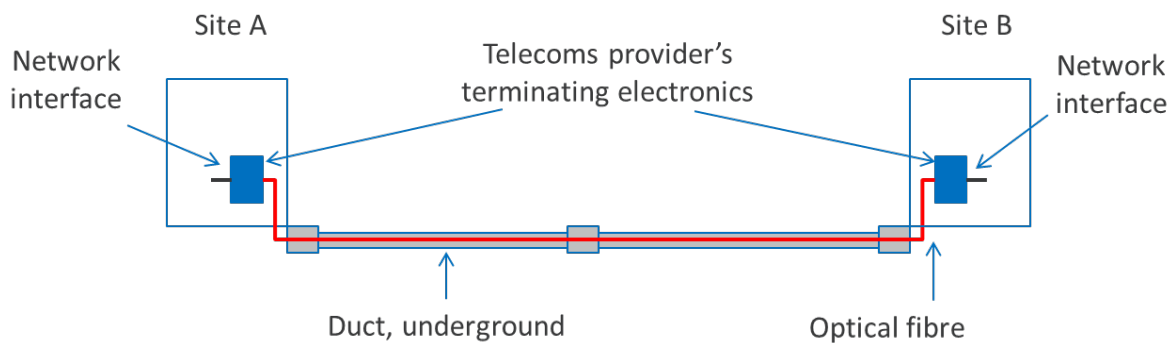 Site A
Site B
Network
interface
Telecoms provider’s
terminating electronics
Network
interface
Duct, underground
Optical fibre